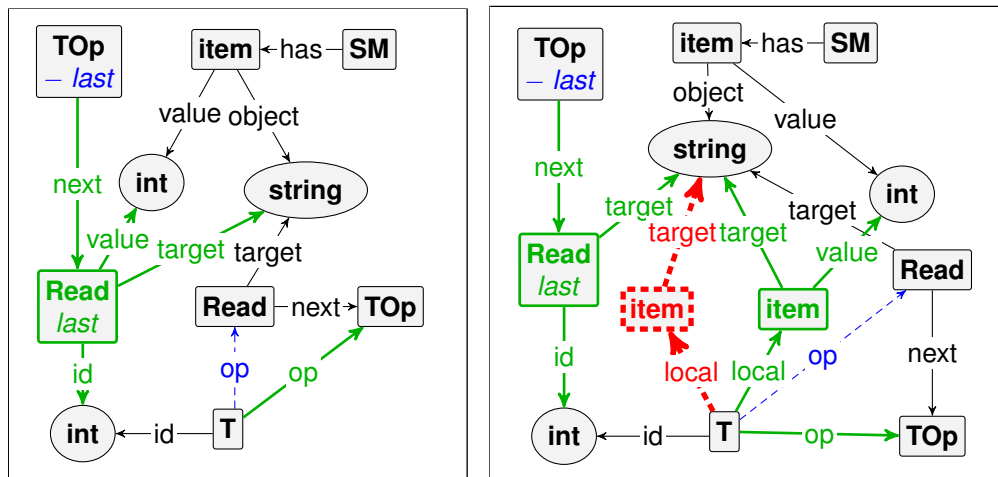 TOp
– last
item
has
SM
value
object
next
int
string
value
target
target
Read
last
Read
next
TOp
id
op
op
int
id
T
TOp
– last
item
has
SM
object
value
string
next
int
target
target
target
target
value
Read
last
Read
item
item
id
local
local
op
next
int
id
T
op
TOp